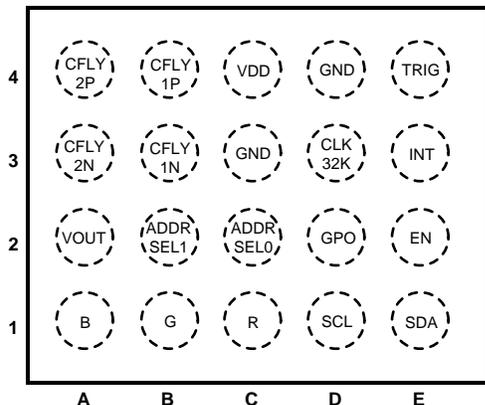 4
CFLY
2P
CFLY
1P
VDD
GND
TRIG
3
CFLY
2N
CFLY
1N
GND
CLK
32K
INT
2
VOUT
ADDR
SEL1
ADDR
SEL0
GPO
EN
1
B
G
R
SCL
SDA
A
B
C
D
E